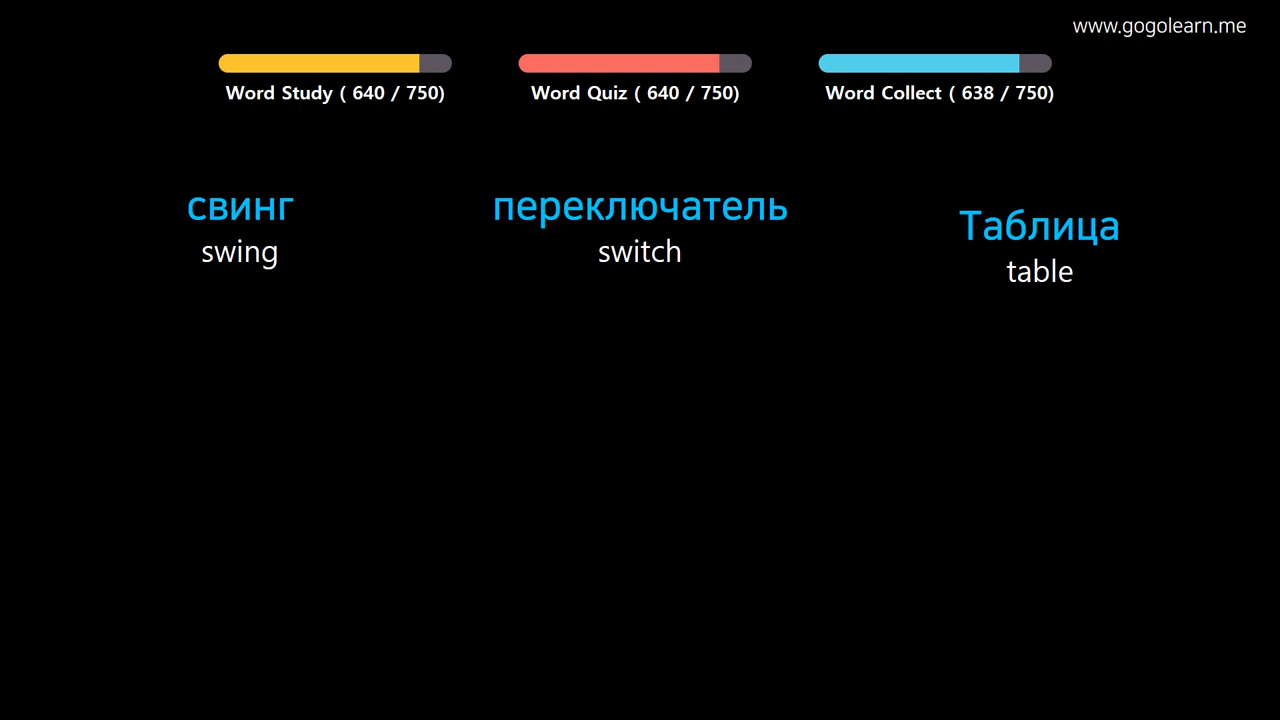 www.gogolearn.me
Word Study ( 640 / 750)
Word Quiz ( 640 / 750)
Word Collect ( 638 / 750)
свинг
swing
переключатель
switch
Таблица
table